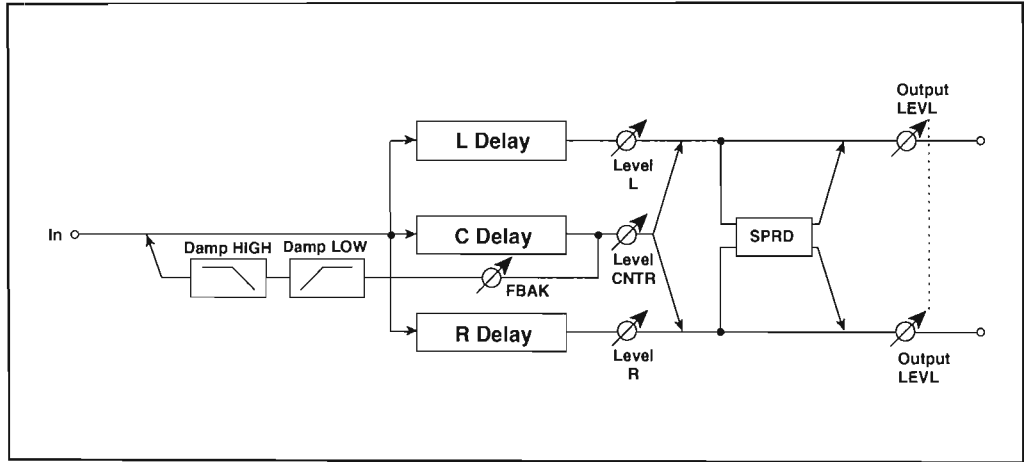 Output
LEVL
L Delay
Level
L
In
Damp HIGH
Damp LOW
C Delay
Level
CNTR
SPRD
FBAK
R Delay
Level
R
Output
LEVL